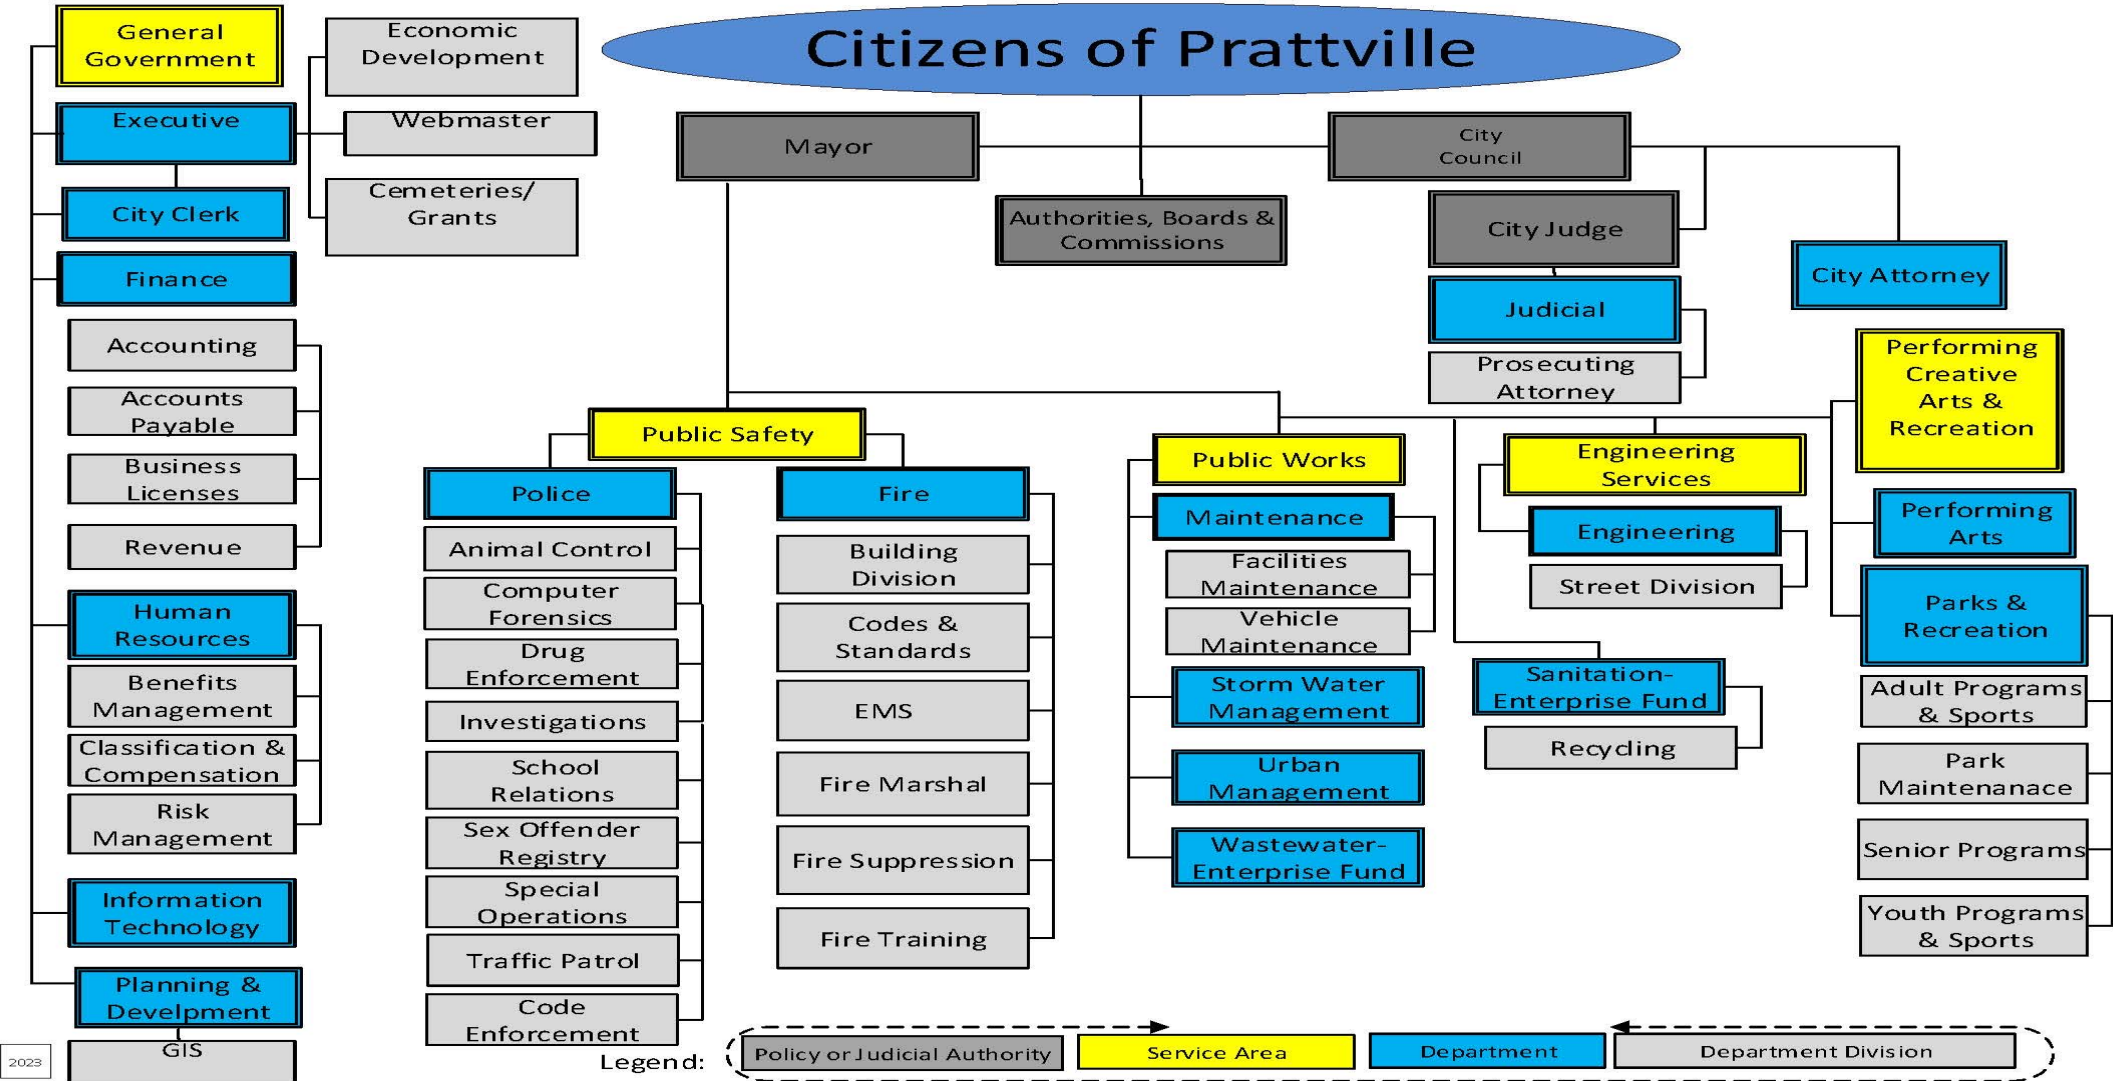 Citizens of Prattville
General
Government
Executive
Economic
Development
Webmaster
Cemeteries/
Grants
City Clerk
Finance
Accounting
Accounts
Payable
Business
Licenses
Revenue
Human
Resources
Benefits
Management
Classification &
Compensation
Risk
Management
Information
Technology
Planning &
Develpment
GIS
2023
Mayor
City
Council
Authorities, Boards &
Commissions
City Judge
Judicial
Prosecuting
Attorney
City Attorney
Public Safety
Police
Animal Control
Computer
Forensics
Drug
Enforcement
Investigations
School
Relations
Sex Offender
Registry
Special
Operations
Traffic Patrol
Code
Enforcement
Fire
Building
Division
Codes &
Standards
EMS
Fire Marshal
Fire Suppression
Fire Training
Public Works
Maintenance
Facilities
Maintenance
Vehicle
Maintenance
Storm Water
Management
Urban
Management
Wastewater-
Enterprise Fund
Engineering
Services
Engineering
Street Division
Sanitation-
Enterprise Fund
Recycling
Performing
Creative
Arts &
Recreation
Performing
Arts
Parks &
Recreation
Adult Programs
& Sports
Park
Maintenanace
Senior Programs
Youth Programs
& Sports
Legend:
Policy or Judicial Authority
Service Area
Department
Department Division